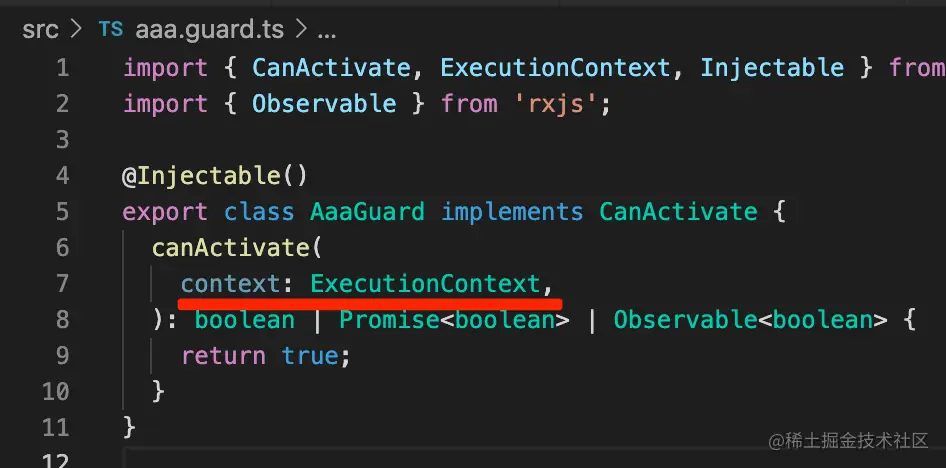 src > TS aaa.guard.ts > ...
1 import { CanActivate, ExecutionContext, Injectable } from
2 import { Observable } from 'rxjs';
3
4 @Injectable()
5 export class AaaGuard implements CanActivate {
6 canActivate(
7 context: ExecutionContext,
8 ): boolean | Promise<boolean> | Observable<boolean> {
9 return true;
10 }
11 }
12
@稀土掘金技术社区